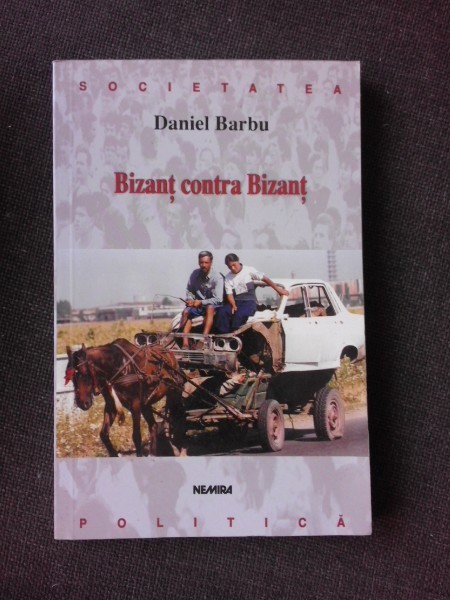 SOCIETATEA
Daniel Barbu
Bizanț contra Bizanț
NEMIRA
POLITICĂ